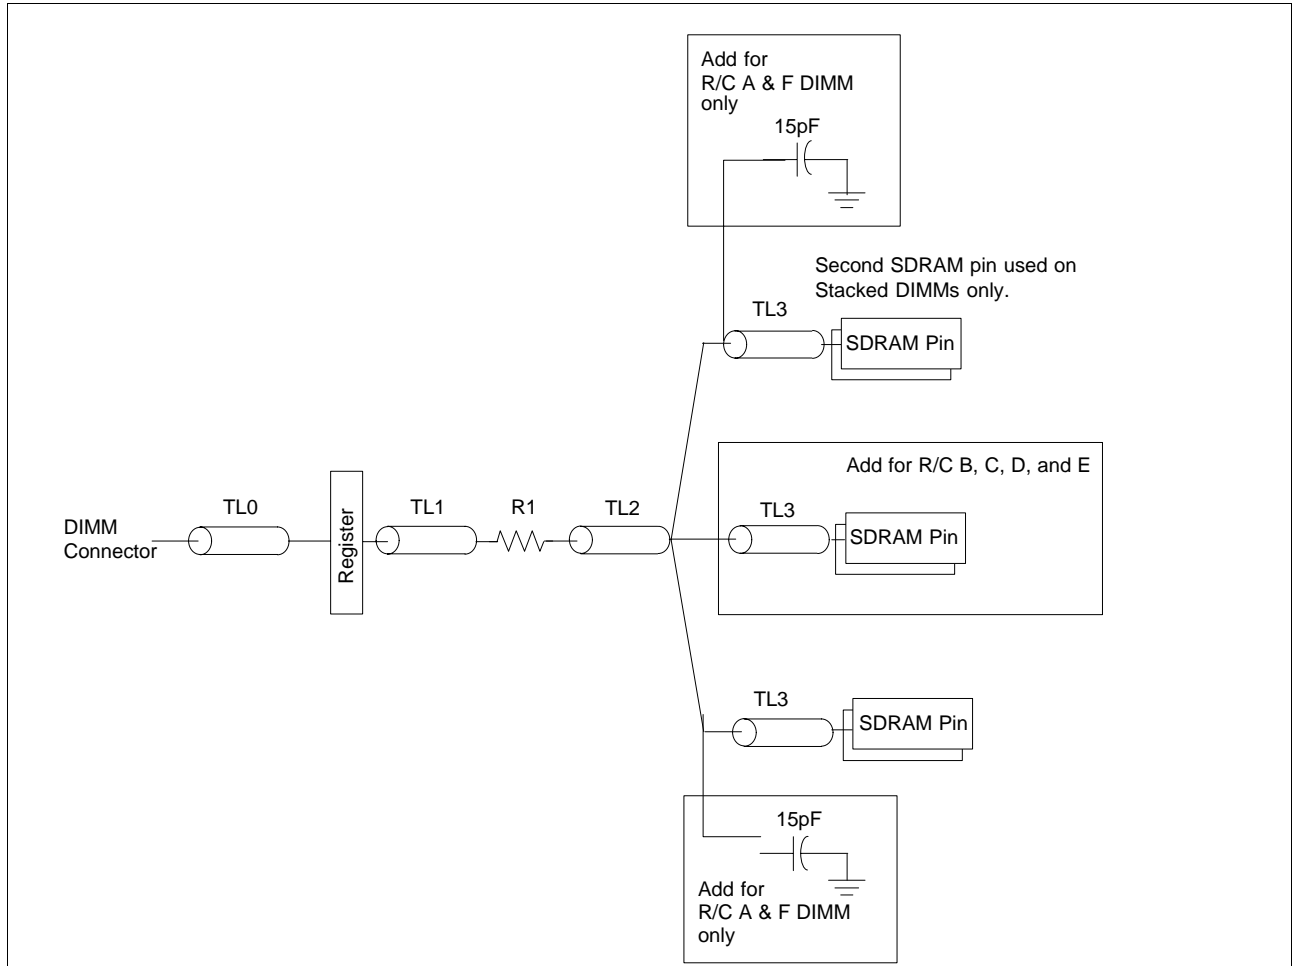 Add for
R/C A & F DIMM
only
15pF
Second SDRAM pin used on
Stacked DIMMs only.
TL3
SDRAM Pin
Add for R/C B, C, D, and E
TL0
TL1
R1
TL2
TL3
SDRAM Pin
DIMM
Connector
Register
TL3
SDRAM Pin
15pF
Add for
R/C A & F DIMM
only